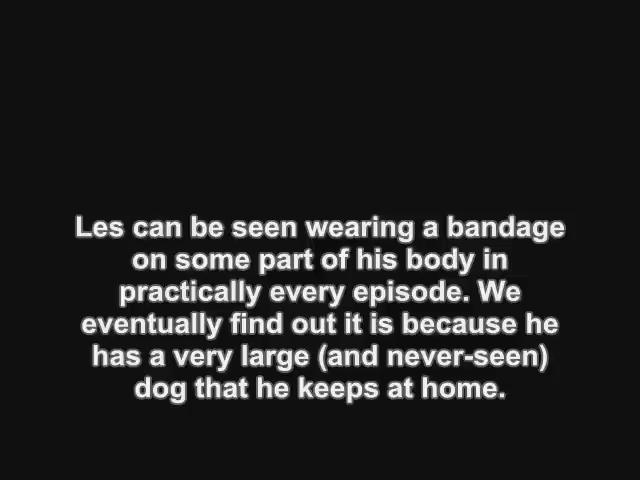 Les can be seen wearing a bandage
on some part of his body in
practically every episode. We
eventually find out it is because he
has a very large (and never-seen)
dog that he keeps at home.